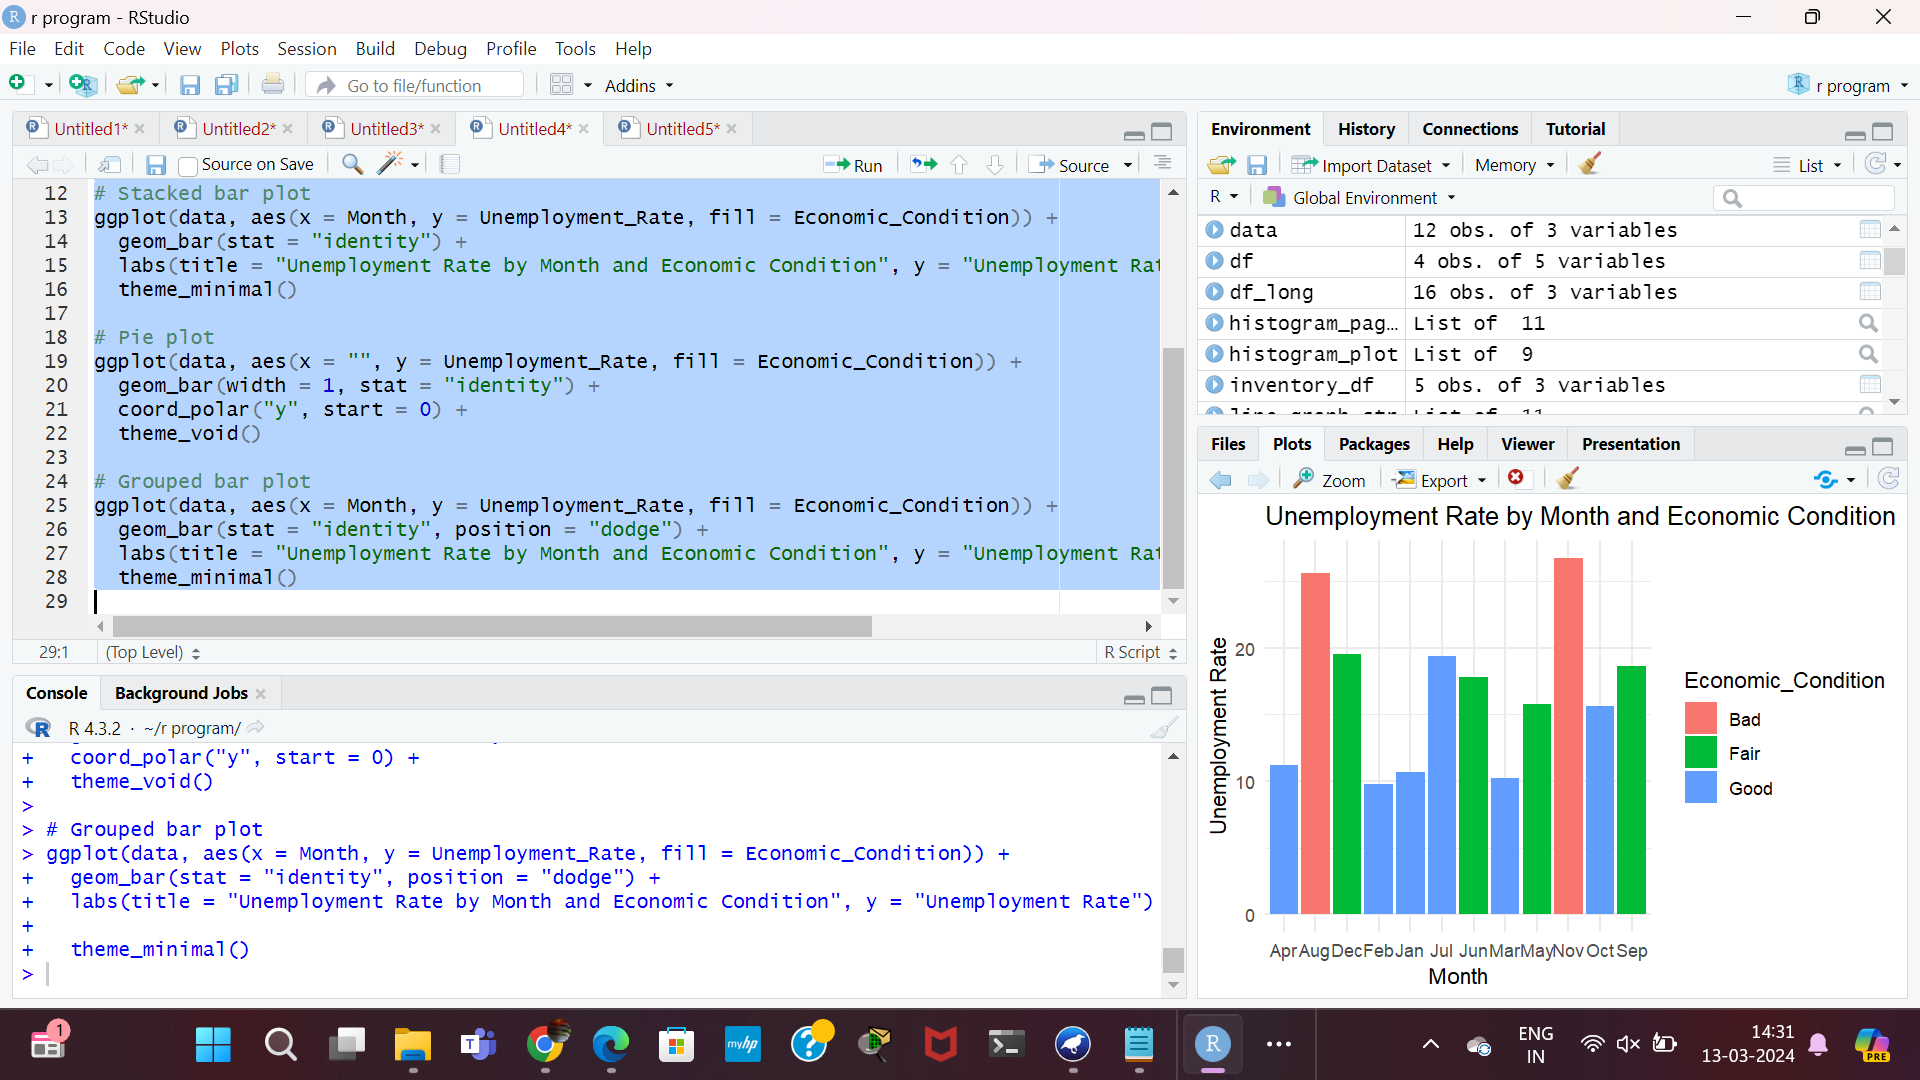 r program - RStudio
File Edit Code View Plots Session Build Debug Profile Tools Help
Go to file/function Addins r program
Untitled1* Untitled2* Untitled3* Untitled4* Untitled5*
Source on Save Run Source
12 # Stacked bar plot
13 ggplot(data, aes(x = Month, y = Unemployment_Rate, fill = Economic_Condition)) +
14 geom_bar(stat = "identity") +
15 labs(title = "Unemployment Rate by Month and Economic Condition", y = "Unemployment Rat
16 theme_minimal()
17
18 # Pie plot
19 ggplot(data, aes(x = "", y = Unemployment_Rate, fill = Economic_Condition)) +
20 geom_bar(width = 1, stat = "identity") +
21 coord_polar("y", start = 0) +
22 theme_void()
23
24 # Grouped bar plot
25 ggplot(data, aes(x = Month, y = Unemployment_Rate, fill = Economic_Condition)) +
26 geom_bar(stat = "identity", position = "dodge") +
27 labs(title = "Unemployment Rate by Month and Economic Condition", y = "Unemployment Rat
28 theme_minimal()
29
29:1 (Top Level) R Script
Console Background Jobs
R 4.3.2 · ~/r program/
+ coord_polar("y", start = 0) +
+ theme_void()
>
> # Grouped bar plot
> ggplot(data, aes(x = Month, y = Unemployment_Rate, fill = Economic_Condition)) +
+ geom_bar(stat = "identity", position = "dodge") +
+ labs(title = "Unemployment Rate by Month and Economic Condition", y = "Unemployment Rate")
+
+ theme_minimal()
>
Environment History Connections Tutorial
Import Dataset Memory List
R Global Environment
data 12 obs. of 3 variables
df 4 obs. of 5 variables
df_long 16 obs. of 3 variables
histogram_pag… List of 11
histogram_plot List of 9
inventory_df 5 obs. of 3 variables
Files Plots Packages Help Viewer Presentation
Zoom Export
Unemployment Rate by Month and Economic Condition
Unemployment Rate
20
10
0
Apr Aug Dec Feb Jan Jul Jun Mar May Nov Oct Sep
Month
Economic_Condition
Bad
Fair
Good
1
myhp
R
ENG
IN
14:31
13-03-2024
PRE